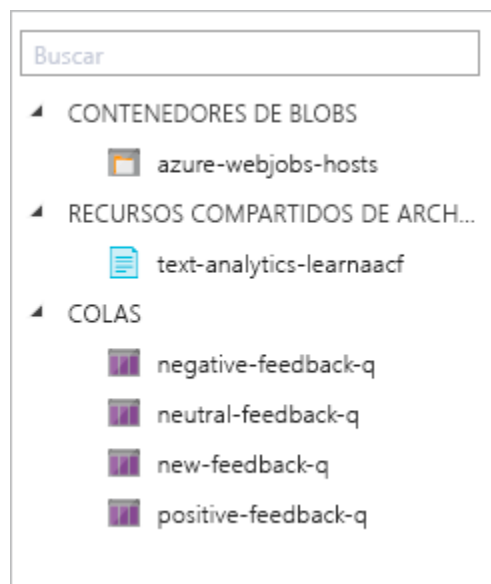 Buscar
CONTENEDORES DE BLOBS
azure-webjobs-hosts
RECURSOS COMPARTIDOS DE ARCH...
text-analytics-learnaacf
COLAS
negative-feedback-q
neutral-feedback-q
new-feedback-q
positive-feedback-q